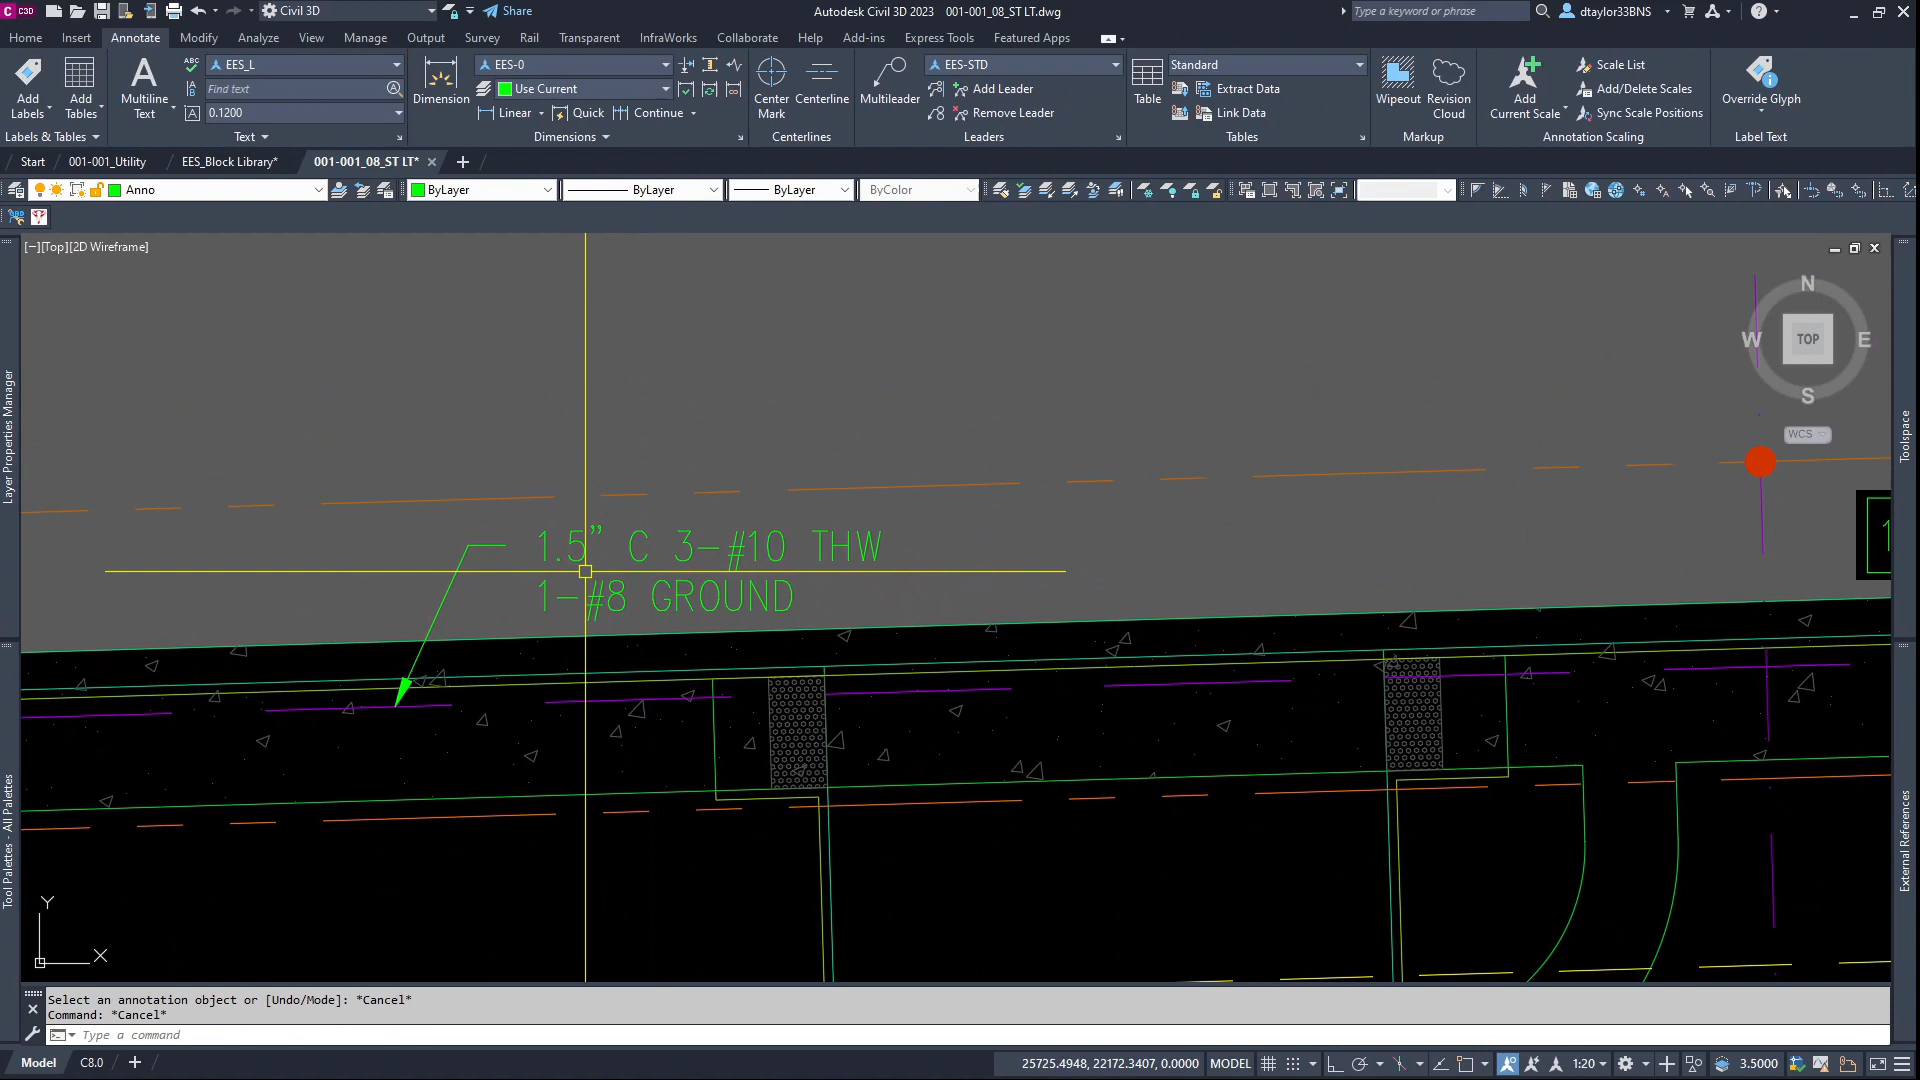 C3D
Civil 3D
Share
Autodesk Civil 3D 2023
001-001_08_ST LT.dwg
Type a keyword or phrase
dtaylor33BNS
Home
Insert
Annotate
Modify
Analyze
View
Manage
Output
Survey
Rail
Transparent
InfraWorks
Collaborate
Help
Add-ins
Express Tools
Featured Apps
Add
Labels
Add
Tables
Labels & Tables
Multiline
Text
EES_L
Find text
0.1200
Text
Dimension
EES-0
Use Current
Linear
Quick
Continue
Dimensions
Center
Mark
Centerline
Centerlines
Multileader
EES-STD
Add Leader
Remove Leader
Leaders
Table
Standard
Extract Data
Link Data
Tables
Wipeout
Revision
Cloud
Markup
Add
Current Scale
Scale List
Add/Delete Scales
Sync Scale Positions
Annotation Scaling
Override Glyph
Label Text
Start
001-001_Utility
EES_Block Library*
001-001_08_ST LT*
Anno
ByLayer
ByLayer
ByLayer
ByColor
[−][Top][2D Wireframe]
N
W
TOP
E
S
WCS
Layer Properties Manager
Tool Palettes - All Palettes
Toolspace
External References
1.5” C 3–#10 THW
1–#8 GROUND
1
Y
X
Select an annotation object or [Undo/Mode]: *Cancel*
Command: *Cancel*
Type a command
Model
C8.0
25725.4948, 22172.3407, 0.0000
MODEL
1:20
3.5000